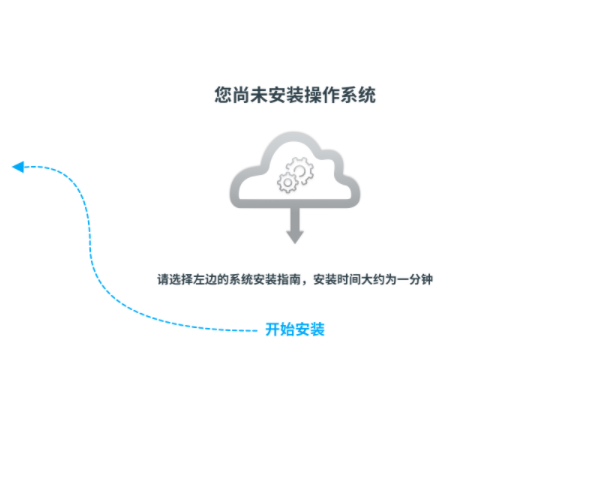 您尚未安装操作系统
请选择左边的系统安装指南，安装时间大约为一分钟
开始安装